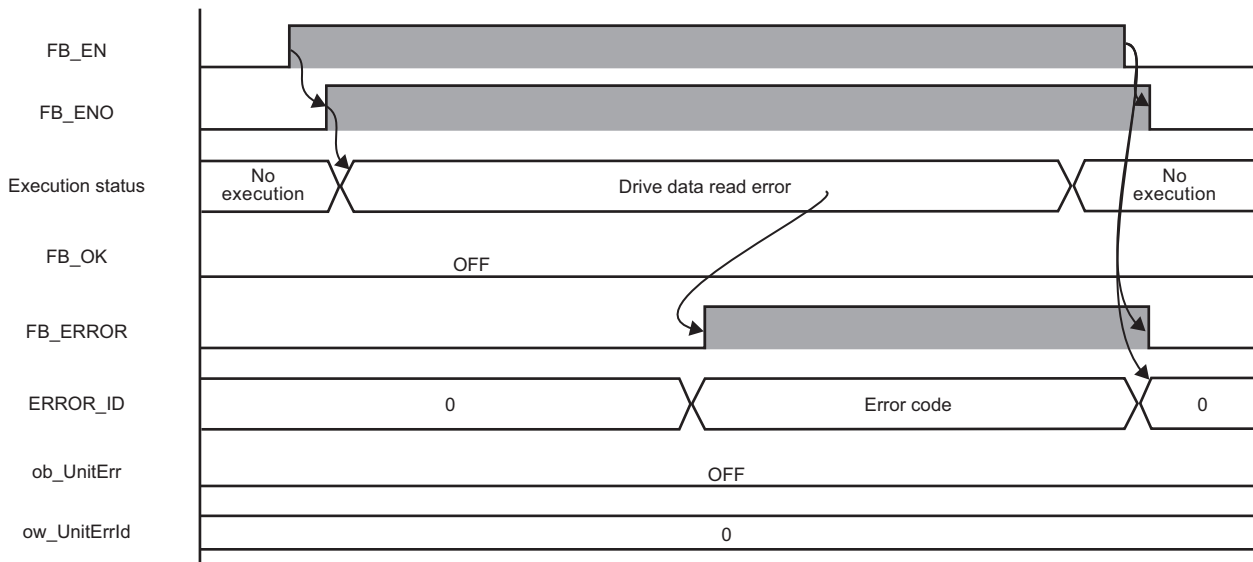 FB_EN
FB_ENO
Execution status
No
execution
Drive data read error
No
execution
FB_OK
OFF
FB_ERROR
ERROR_ID
0
Error code
0
ob_UnitErr
OFF
ow_UnitErrId
0